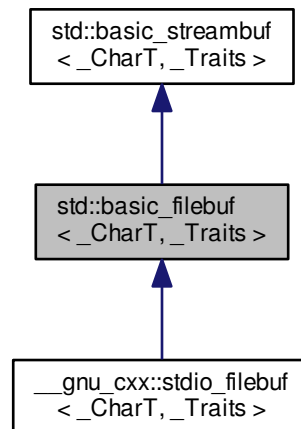 std::basic_streambuf
< _CharT, _Traits >
std::basic_filebuf
< _CharT, _Traits >
__gnu_cxx::stdio_filebuf
< _CharT, _Traits >